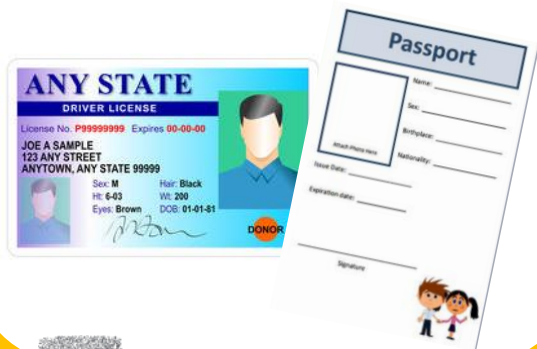 ANY STATE
DRIVER LICENSE
License No. P99999999 Expires 00-00-00
JOE A SAMPLE
123 ANY STREET
ANYTOWN, ANY STATE 99999
Sex: M Hair: Black
Ht: 6-03 Wt: 200
Eyes: Brown DOB: 01-01-81
DONOR
Passport
Name:
Sex:
Birthplace:
Attach Photo Here
Nationality:
Issue Date:
Expiration date:
Signature